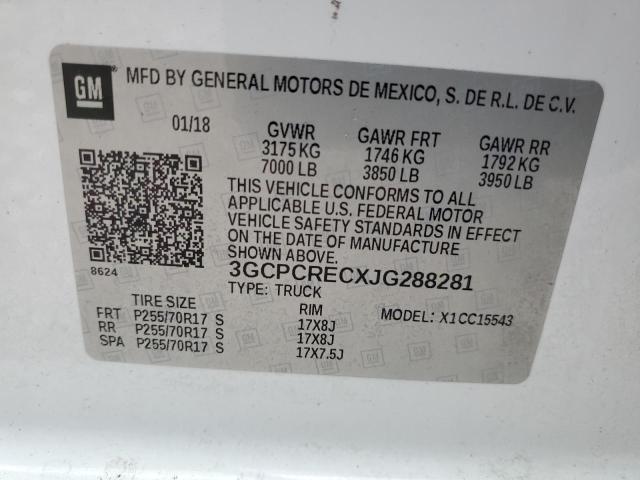 GM
MFD BY GENERAL MOTORS DE MEXICO, S. DE R.L. DE C.V.
01/18 GVWR GAWR FRT GAWR RR
3175 KG 1746 KG 1792 KG
7000 LB 3850 LB 3950 LB
THIS VEHICLE CONFORMS TO ALL
APPLICABLE U.S. FEDERAL MOTOR
VEHICLE SAFETY STANDARDS IN EFFECT
ON THE DATE OF MANUFACTURE
SHOWN ABOVE.
8624
3GCPCRECXJG288281
TYPE: TRUCK
TIRE SIZE RIM MODEL: X1CC15543
FRT P255/70R17 S 17X8J
RR P255/70R17 S 17X8J
SPA P255/70R17 S 17X7.5J